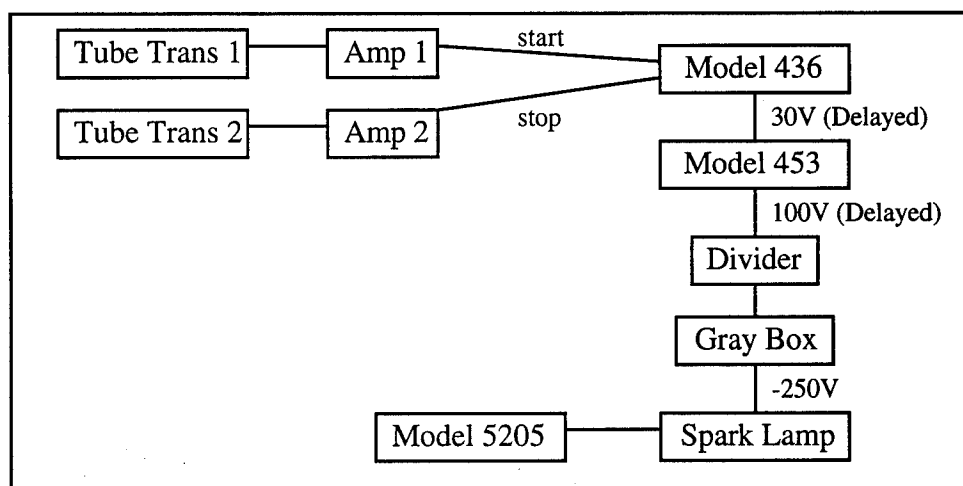 Tube Trans 1
Amp 1
start
Model 436
Tube Trans 2
Amp 2
stop
30V (Delayed)
Model 453
100V (Delayed)
Divider
Gray Box
-250V
Model 5205
Spark Lamp